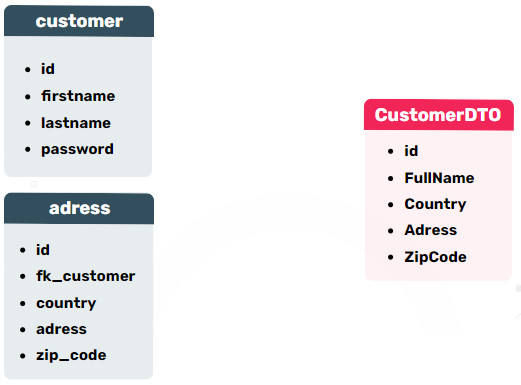 customer
id
firstname
lastname
password
adress
id
fk_customer
country
adress
zip_code
CustomerDTO
id
FullName
Country
Adress
ZipCode